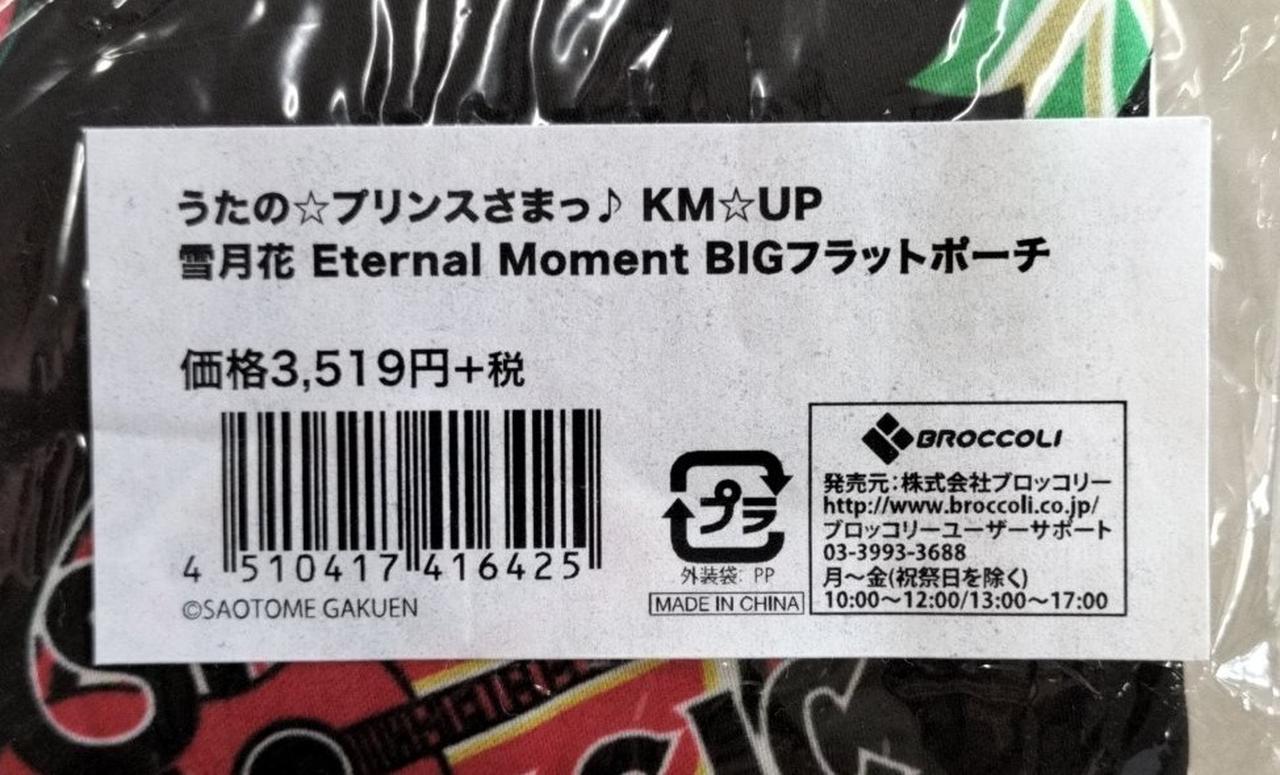 うたの☆プリンスさまっ♪ KM☆UP
雪月花 Eternal Moment BIGフラットポーチ
価格3,519円+税
4 510417 416425
©SAOTOME GAKUEN
プラ
外装袋: PP
MADE IN CHINA
BROCCOLI
発売元:株式会社ブロッコリー
http://www.broccoli.co.jp/
ブロッコリーユーザーサポート
03-3993-3688
月〜金(祝祭日を除く)
10:00〜12:00/13:00〜17:00